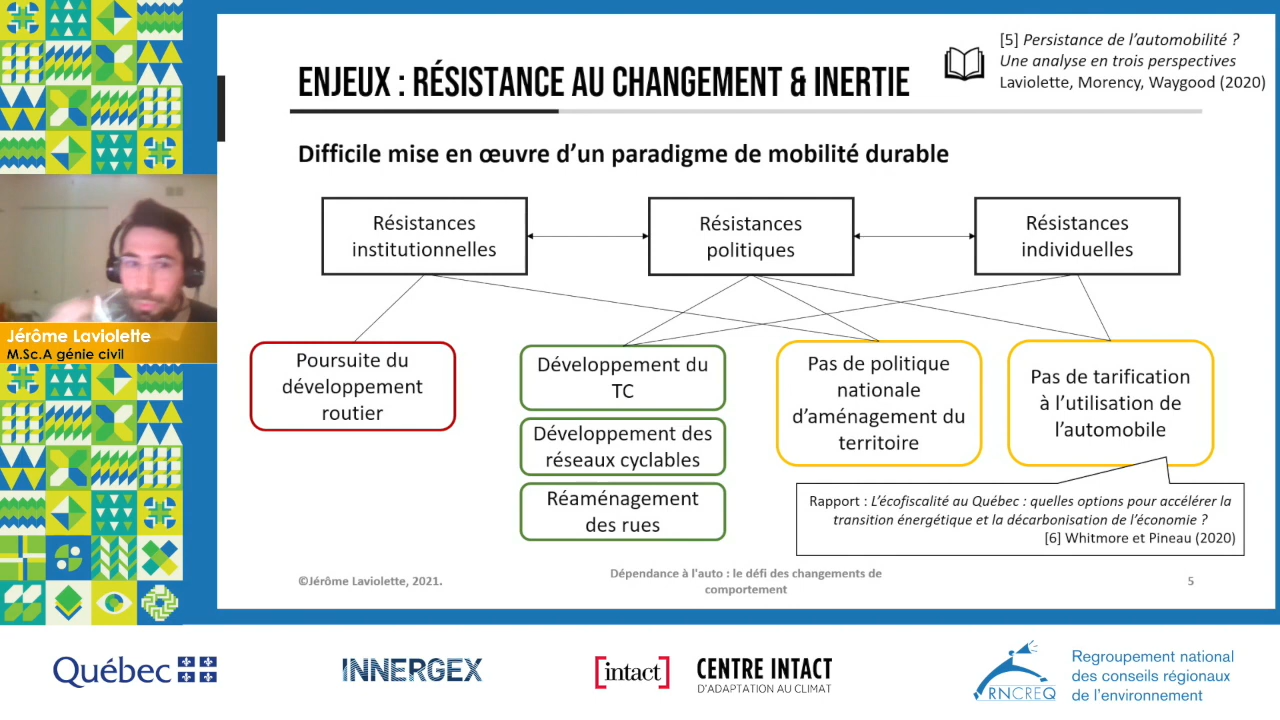 [5] Persistance de l’automobilité ?
Une analyse en trois perspectives
Laviolette, Morency, Waygood (2020)
ENJEUX : RÉSISTANCE AU CHANGEMENT & INERTIE
Difficile mise en œuvre d’un paradigme de mobilité durable
Résistances
institutionnelles
Résistances
politiques
Résistances
individuelles
Jérôme Laviolette
M.Sc.A génie civil
Poursuite du
développement
routier
Développement du
TC
Développement des
réseaux cyclables
Réaménagement
des rues
Pas de politique
nationale
d’aménagement du
territoire
Pas de tarification
à l’utilisation de
l’automobile
Rapport : L’écofiscalité au Québec : quelles options pour accélérer la
transition énergétique et la décarbonisation de l’économie ?
[6] Whitmore et Pineau (2020)
©Jérôme Laviolette, 2021.
Dépendance à l'auto : le défi des changements de
comportement
5
Québec
INNERGEX
[intact]
CENTRE INTACT
D'ADAPTATION AU CLIMAT
RNCREQ
Regroupement national
des conseils régionaux
de l'environnement